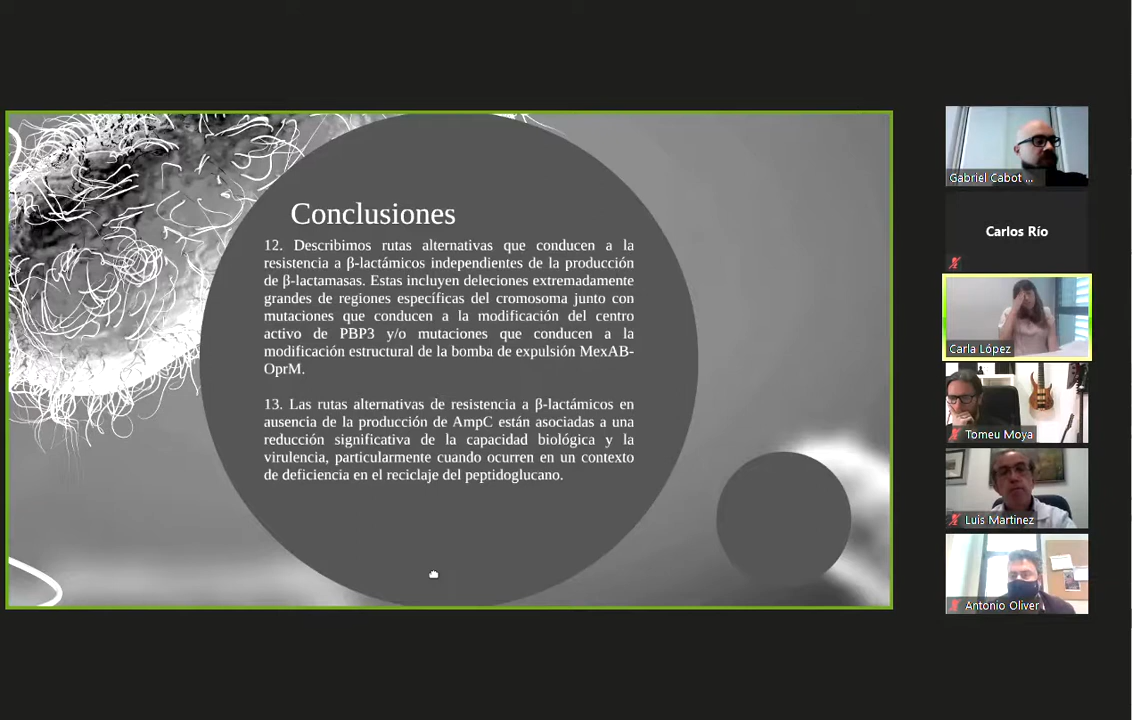 Conclusiones
12. Describimos rutas alternativas que conducen a la
resistencia a β-lactámicos independientes de la producción
de β-lactamasas. Estas incluyen deleciones extremadamente
grandes de regiones específicas del cromosoma junto con
mutaciones que conducen a la modificación del centro
activo de PBP3 y/o mutaciones que conducen a la
modificación estructural de la bomba de expulsión MexAB-
OprM.
13. Las rutas alternativas de resistencia a β-lactámicos en
ausencia de la producción de AmpC están asociadas a una
reducción significativa de la capacidad biológica y la
virulencia, particularmente cuando ocurren en un contexto
de deficiencia en el reciclaje del peptidoglucano.
Gabriel Cabot ...
Carlos Río
Carla López
Tomeu Moya
Luis Martinez
Antonio Oliver